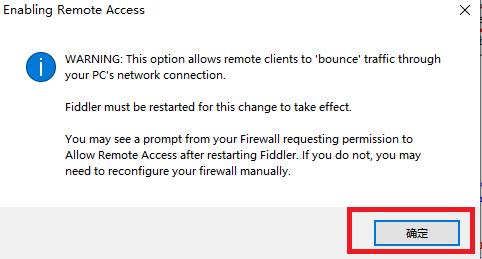 Enabling Remote Access
WARNING: This option allows remote clients to 'bounce' traffic through
your PC's network connection.
Fiddler must be restarted for this change to take effect.
You may see a prompt from your Firewall requesting permission to
Allow Remote Access after restarting Fiddler. If you do not, you may
need to reconfigure your firewall manually.
确定